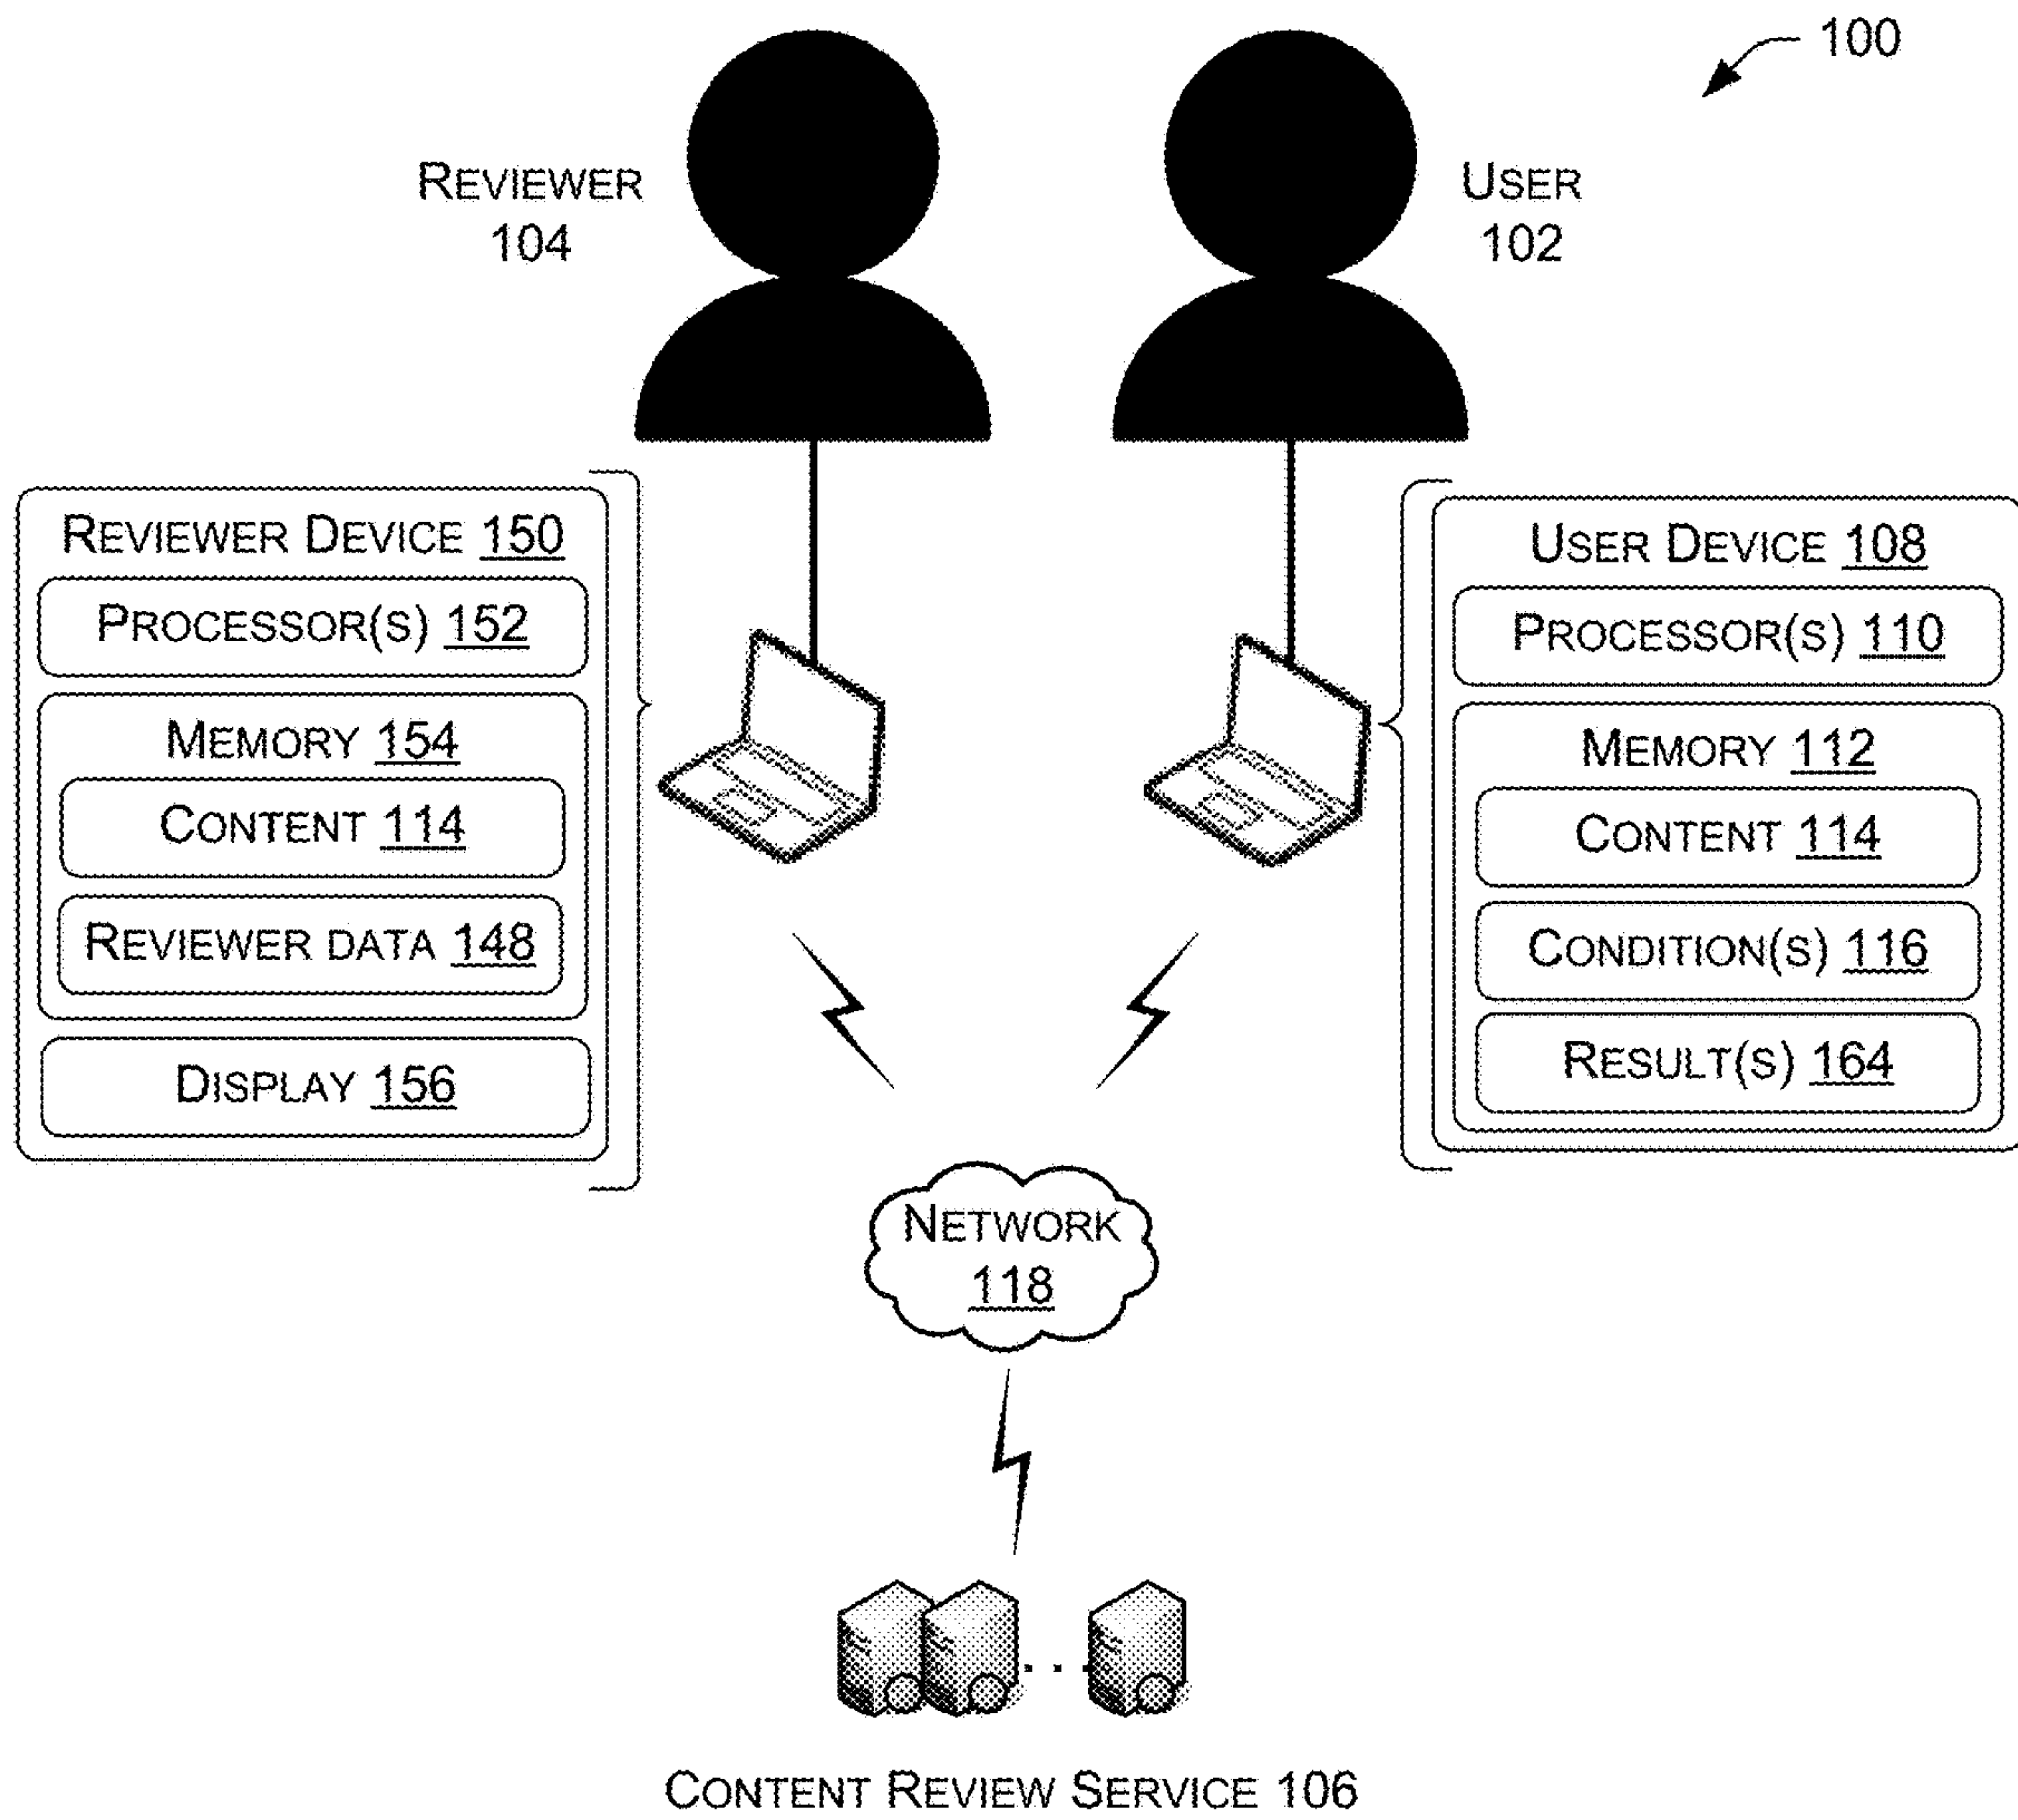 100
REVIEWER
104
USER
102
REVIEWER DEVICE 150
PROCESSOR(S) 152
MEMORY 154
CONTENT 114
REVIEWER DATA 148
DISPLAY 156
USER DEVICE 108
PROCESSOR(S) 110
MEMORY 112
CONTENT 114
CONDITION(S) 116
RESULT(S) 164
NETWORK
118
...
CONTENT REVIEW SERVICE 106